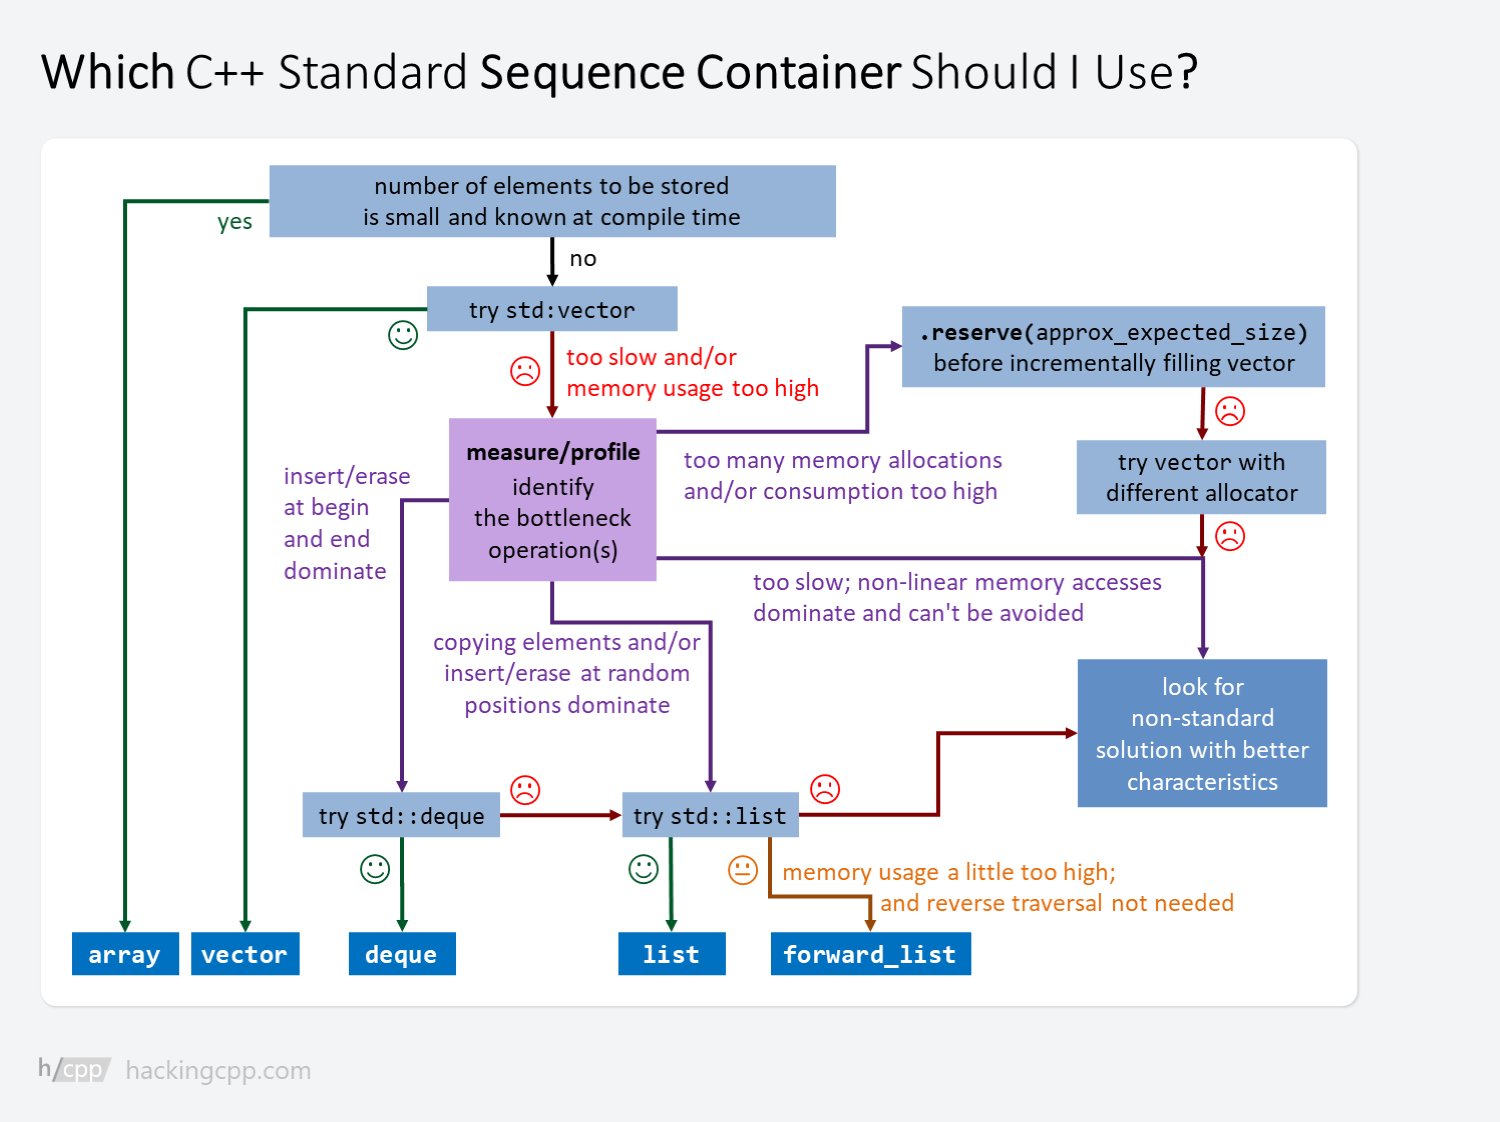 Which C++ Standard Sequence Container Should I Use?
number of elements to be stored
is small and known at compile time
yes
no
try std:vector
too slow and/or
memory usage too high
.reserve(approx_expected_size)
before incrementally filling vector
measure/profile
identify
the bottleneck
operation(s)
too many memory allocations
and/or consumption too high
try vector with
different allocator
insert/erase
at begin
and end
dominate
too slow; non-linear memory accesses
dominate and can't be avoided
copying elements and/or
insert/erase at random
positions dominate
look for
non-standard
solution with better
characteristics
try std::deque
try std::list
memory usage a little too high;
and reverse traversal not needed
array
vector
deque
list
forward_list
h/cpp hackingcpp.com